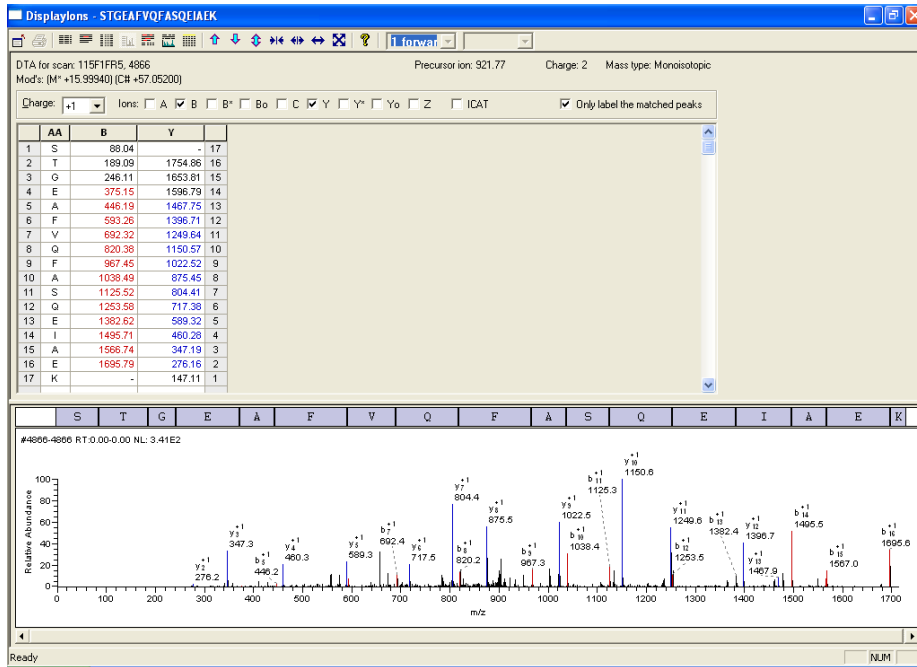 DisplayIons - STGEAFVQFASQEIAEK
1 forwar
DTA for scan: 115F1FR5, 4866 Precursor ion: 921.77 Charge: 2 Mass type: Monoisotopic
Mod's: (M* +15.99940) (C# +57.05200)
Charge: +1 Ions: A B B* Bo C Y Y* Yo Z ICAT Only label the matched peaks
AA B Y
1 S 88.04 - 17
2 T 189.09 1754.86 16
3 G 246.11 1653.81 15
4 E 375.15 1596.79 14
5 A 446.19 1467.75 13
6 F 593.26 1396.71 12
7 V 692.32 1249.64 11
8 Q 820.38 1150.57 10
9 F 967.45 1022.52 9
10 A 1038.49 875.45 8
11 S 1125.52 804.41 7
12 Q 1253.58 717.38 6
13 E 1382.62 589.32 5
14 I 1495.71 460.28 4
15 A 1566.74 347.19 3
16 E 1695.79 276.16 2
17 K - 147.11 1
S T G E A F V Q F A S Q E I A E K
#4866-4866 RT:0.00-0.00 NL: 3.41E2
Relative Abundance
100
80
60
40
20
0
y2 +1 276.2
y3 +1 347.3
b5 +1 446.2
y4 +1 460.3
y5 +1 589.3
b7 +1 692.4
y6 +1 717.5
y7 +1 804.4
b8 +1 820.2
y8 +1 875.5
b9 +1 967.3
y9 +1 1022.5
b10 +1 1038.4
b11 +1 1125.3
y10 +1 1150.6
y11 +1 1249.6
b12 +1 1253.5
b13 +1 1382.4
y12 +1 1396.7
y13 +1 1467.9
b14 +1 1495.5
b15 +1 1567.0
b16 +1 1695.6
0 100 200 300 400 500 600 700 800 900 1000 1100 1200 1300 1400 1500 1600 1700
m/z
Ready NUM